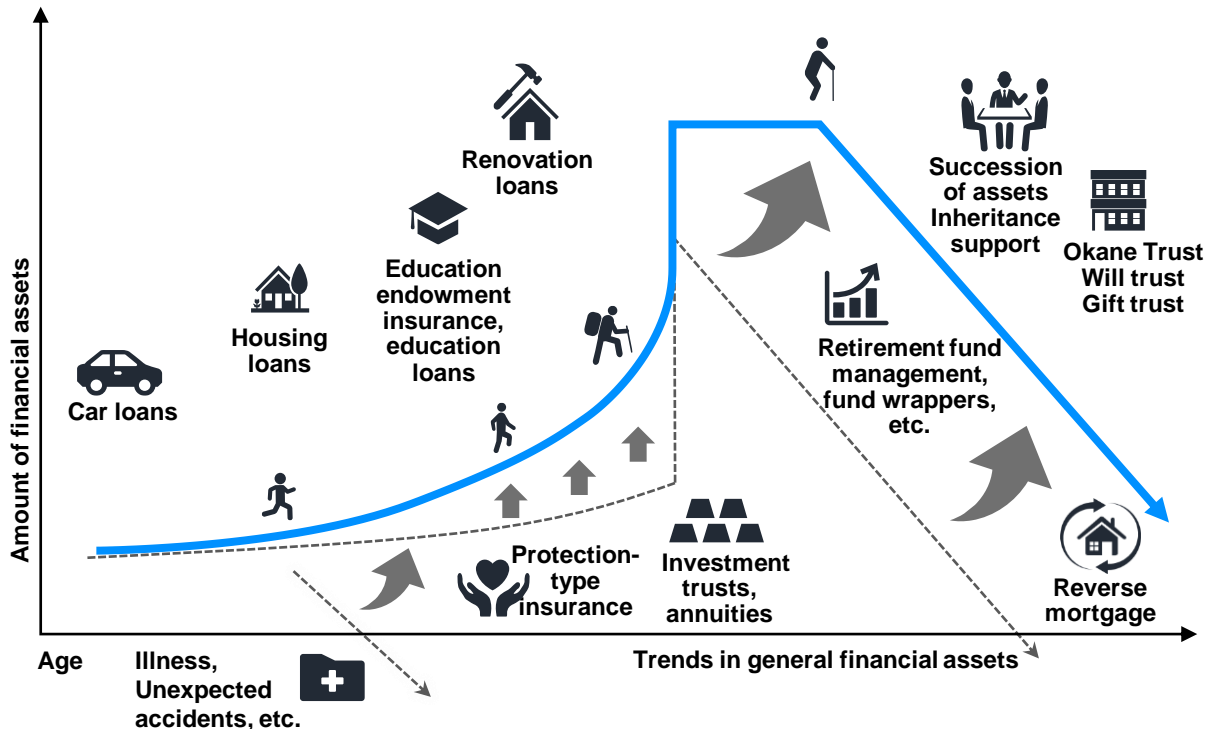 Amount of financial assets
Car loans
Housing
loans
Education
endowment
insurance,
education
loans
Renovation
loans
Succession
of assets
Inheritance
support
Okane Trust
Will trust
Gift trust
Retirement fund
management,
fund wrappers,
etc.
Protection-
type
insurance
Investment
trusts,
annuities
Reverse
mortgage
Age
Illness,
Unexpected
accidents, etc.
Trends in general financial assets